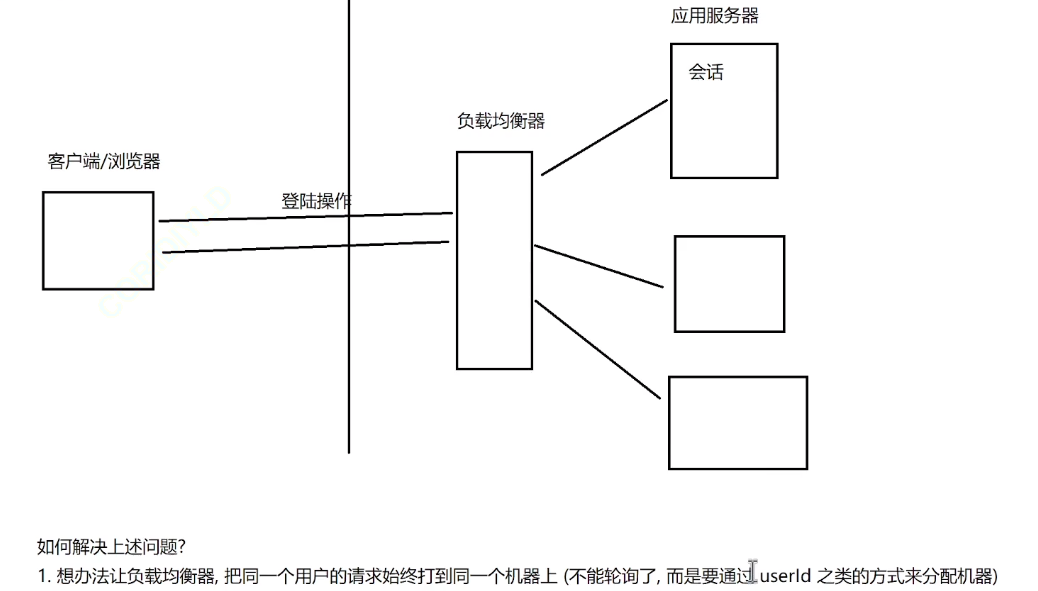 应用服务器
会话
负载均衡器
客户端/浏览器
登陆操作
如何解决上述问题?
1. 想办法让负载均衡器, 把同一个用户的请求始终打到同一个机器上 (不能轮询了, 而是要通过 userId 之类的方式来分配机器)